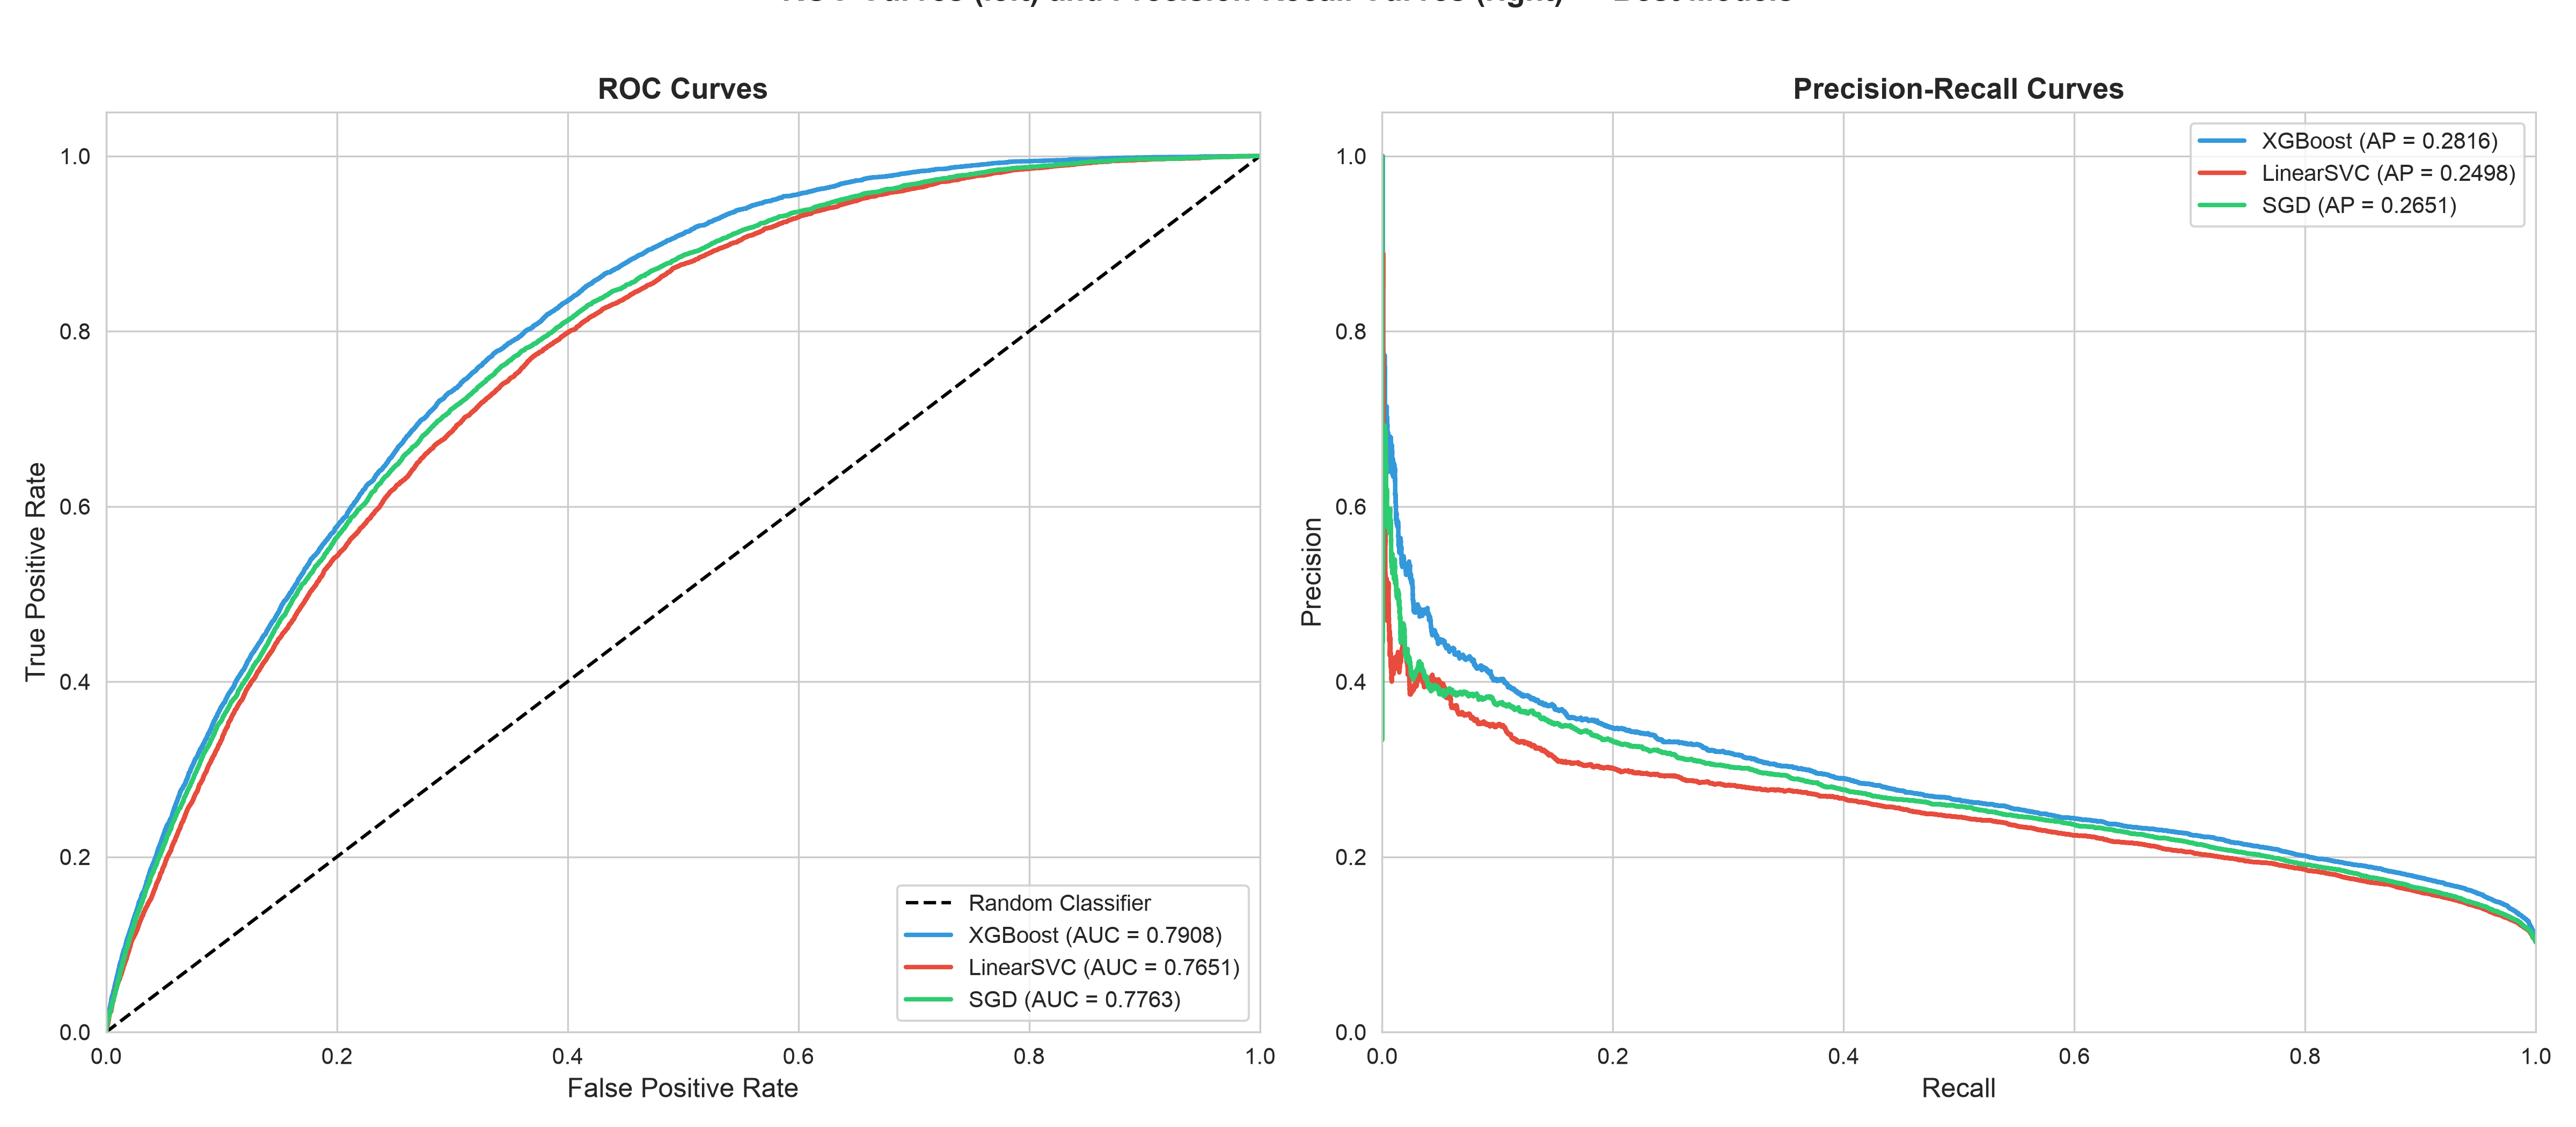 ROC Curves
1.0
0.8
0.6
0.4
0.2
0.0
True Positive Rate
0.0 0.2 0.4 0.6 0.8 1.0
False Positive Rate
Random Classifier
XGBoost (AUC = 0.7908)
LinearSVC (AUC = 0.7651)
SGD (AUC = 0.7763)
Precision-Recall Curves
XGBoost (AP = 0.2816)
LinearSVC (AP = 0.2498)
SGD (AP = 0.2651)
1.0
0.8
0.6
0.4
0.2
0.0
Precision
0.0 0.2 0.4 0.6 0.8 1.0
Recall